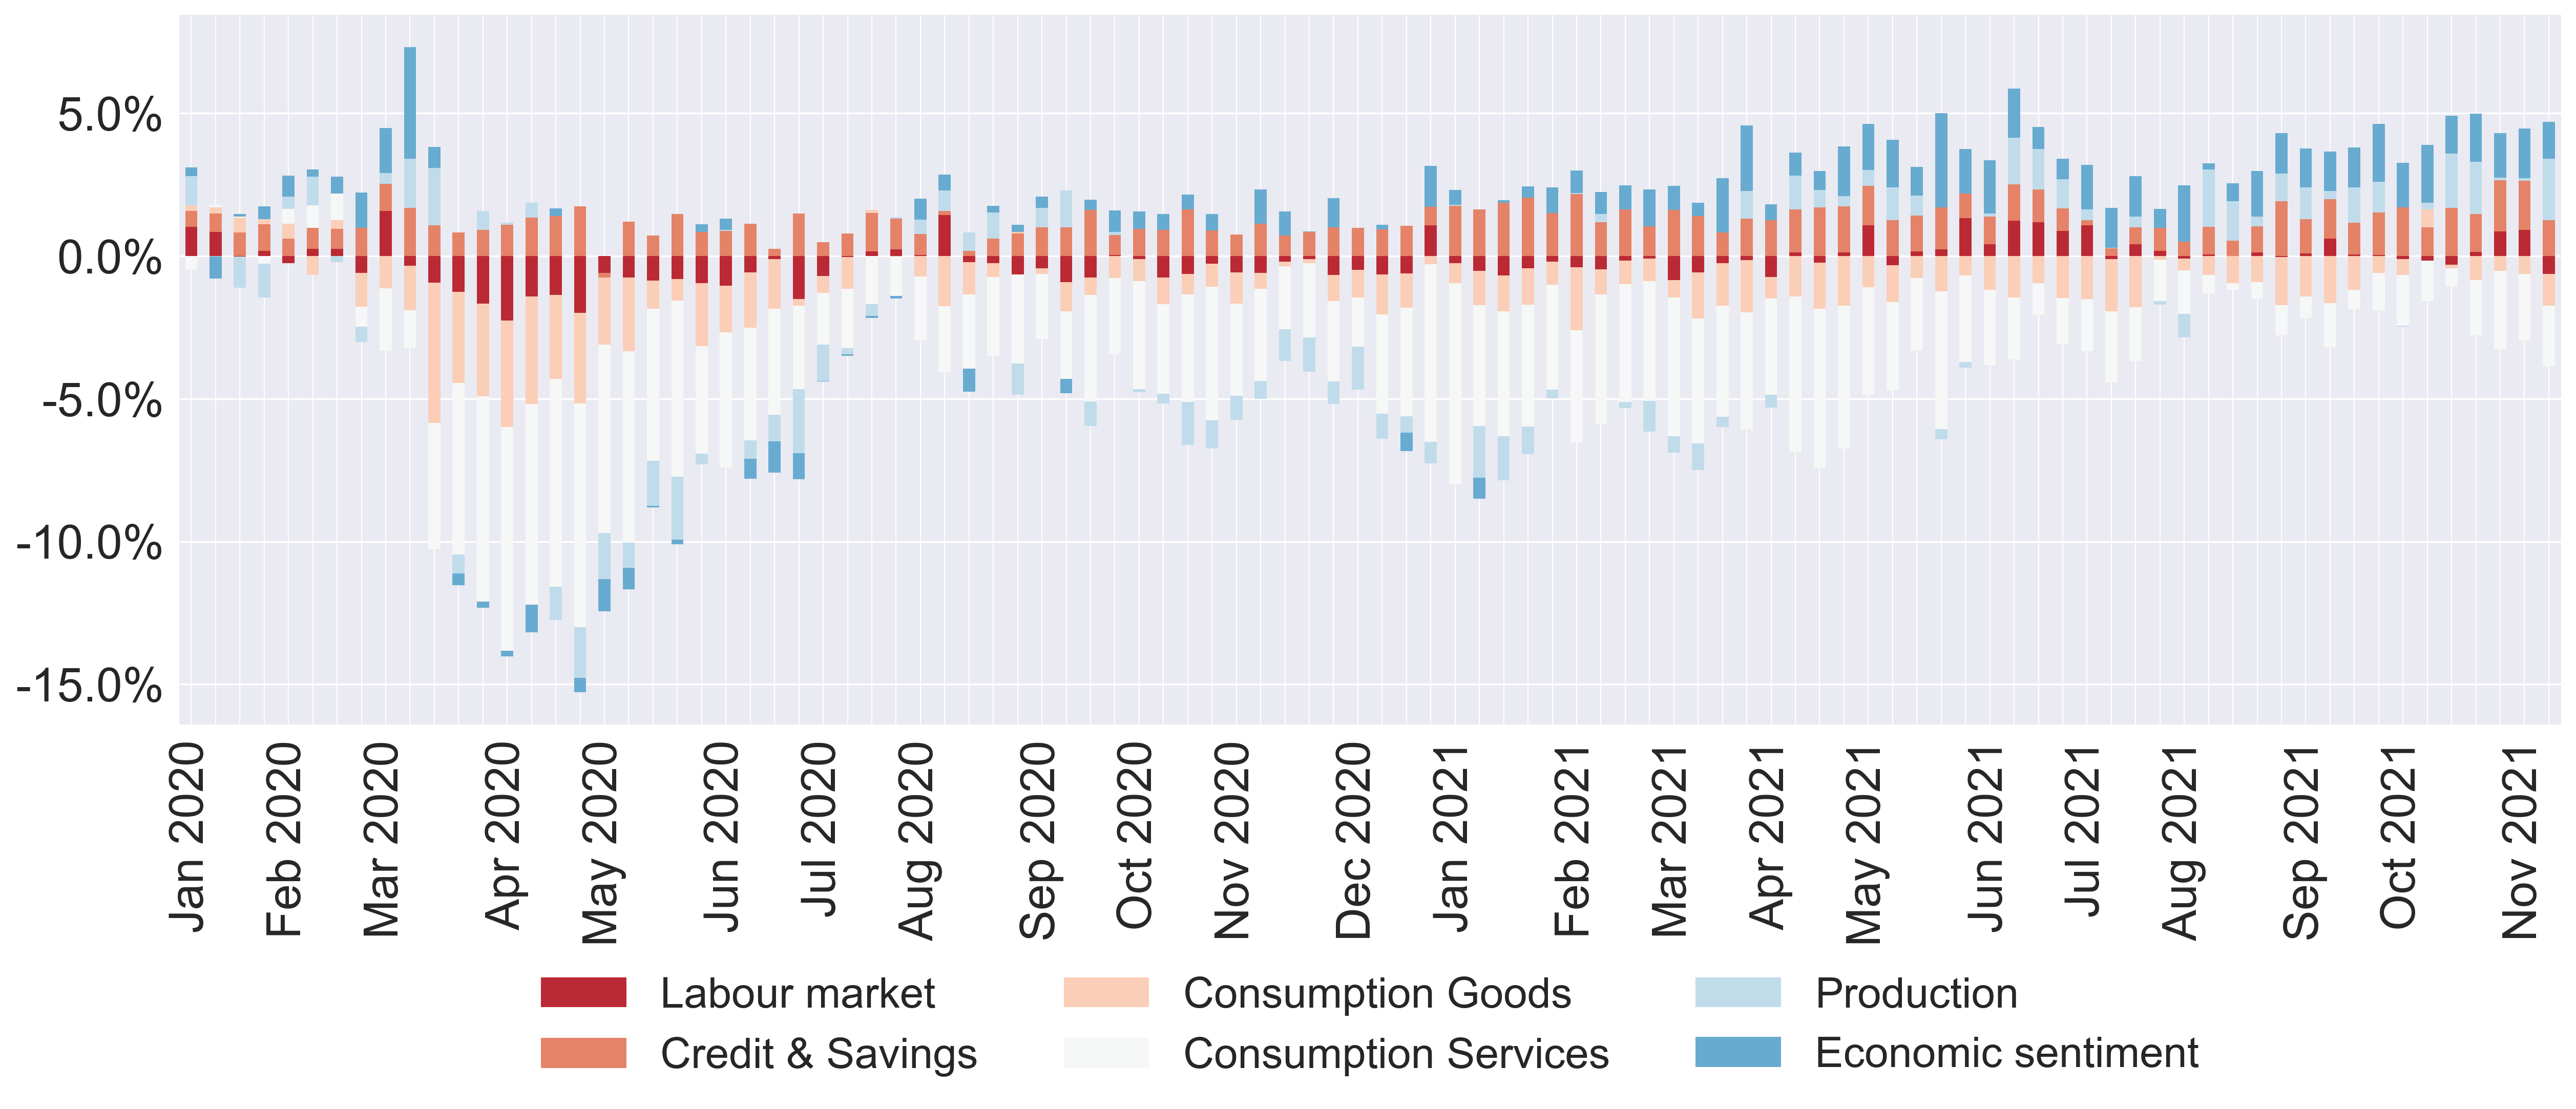 5.0%
0.0%
-5.0%
-10.0%
-15.0%
Jan 2020
Feb 2020
Mar 2020
Apr 2020
May 2020
Jun 2020
Jul 2020
Aug 2020
Sep 2020
Oct 2020
Nov 2020
Dec 2020
Jan 2021
Feb 2021
Mar 2021
Apr 2021
May 2021
Jun 2021
Jul 2021
Aug 2021
Sep 2021
Oct 2021
Nov 2021
Labour market
Consumption Goods
Production
Credit & Savings
Consumption Services
Economic sentiment